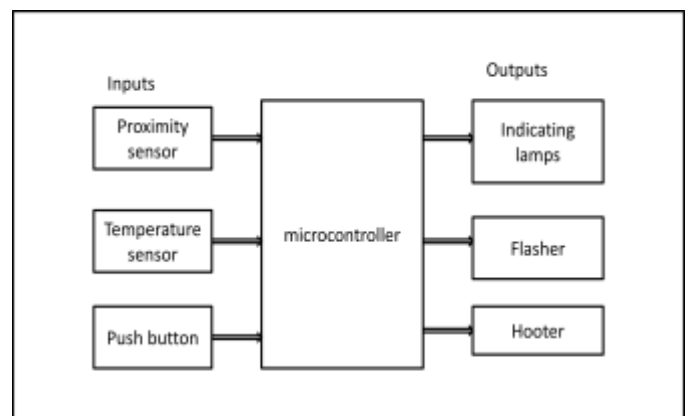 Inputs
Outputs
Proximity
sensor
Indicating
lamps
Temperature
sensor
microcontroller
Flasher
Push button
Hooter